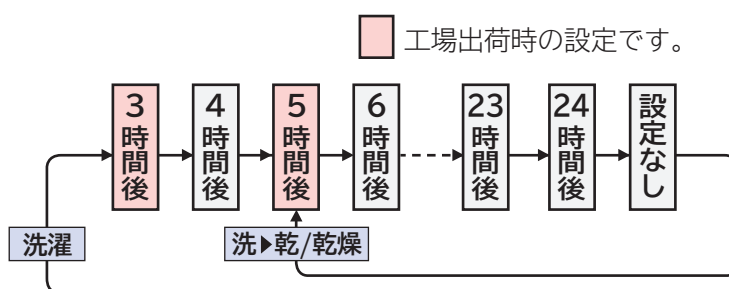 工場出荷時の設定です。
3時間後
4時間後
5時間後
6時間後
23時間後
24時間後
設定なし
洗濯
洗▶乾/乾燥